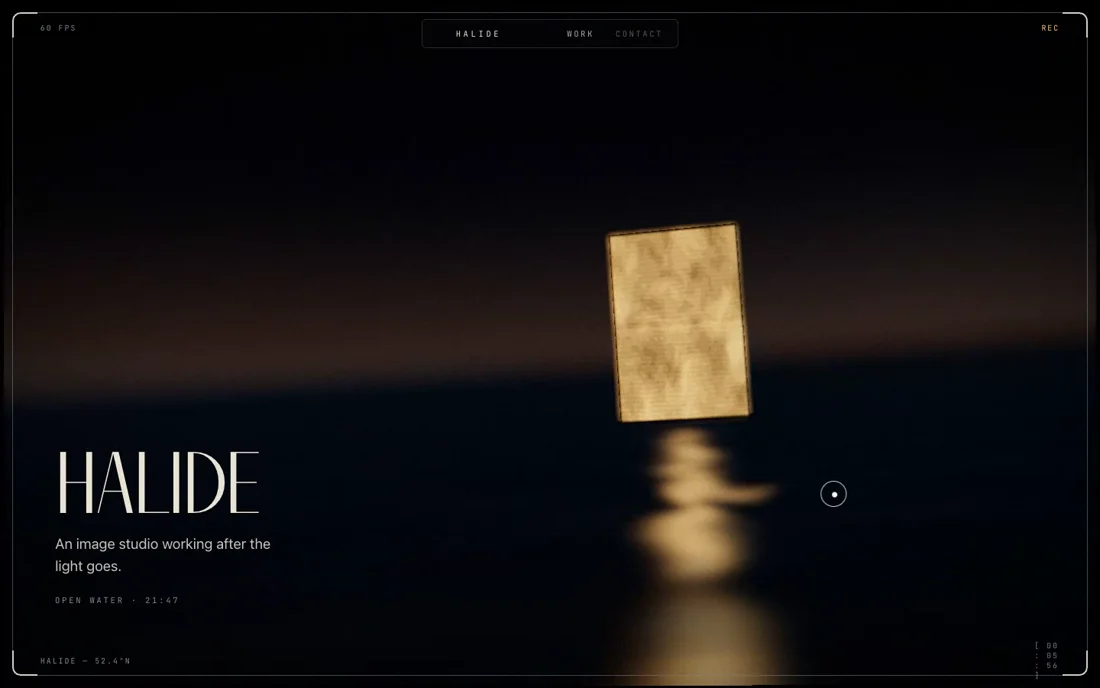 60 FPS
HALIDE WORK CONTACT
REC
HALIDE
An image studio working after the
light goes.
OPEN WATER · 21:47
HALIDE — 52.4°N
[ 00
: 05
: 56
]